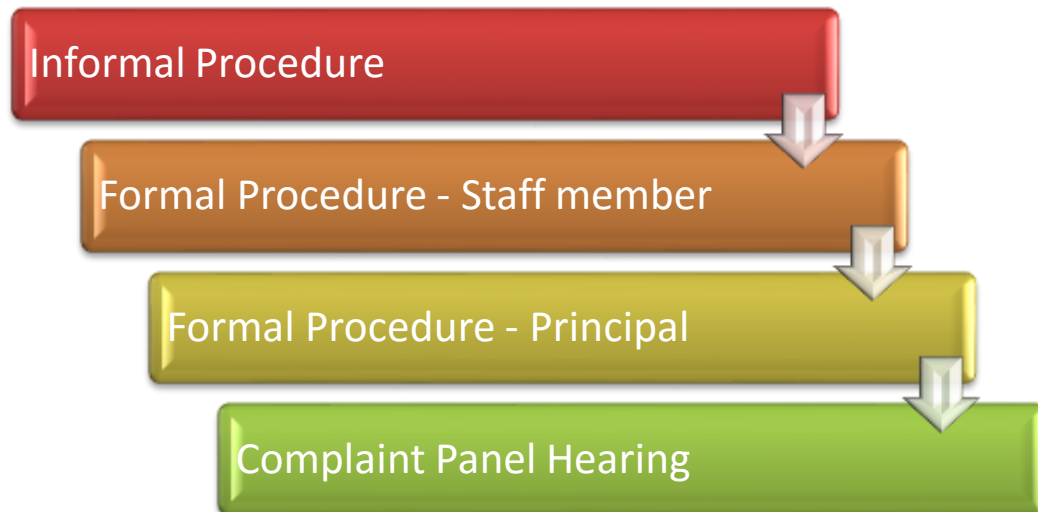 Informal Procedure
Formal Procedure - Staff member
Formal Procedure - Principal
Complaint Panel Hearing